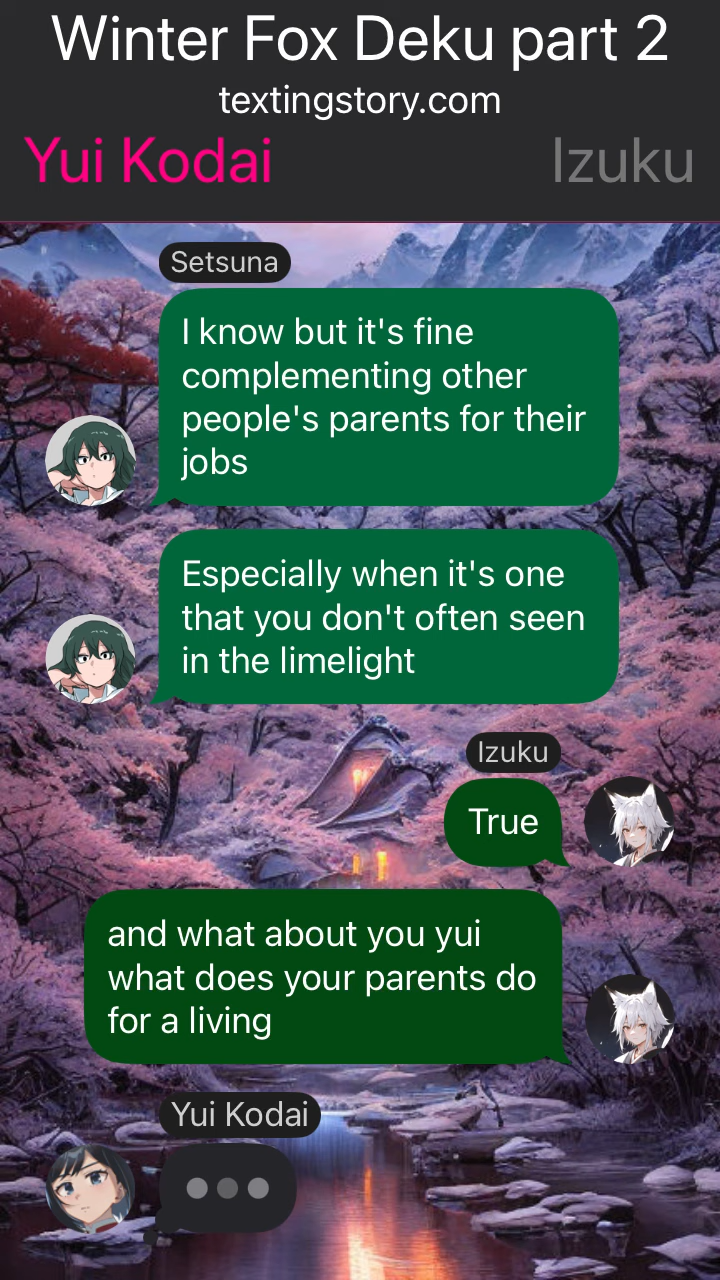 Winter Fox Deku part 2
textingstory.com
Yui Kodai
Izuku
Setsuna
I know but it's fine
complementing other
people's parents for their
jobs
Especially when it's one
that you don't often seen
in the limelight
Izuku
True
and what about you yui
what does your parents do
for a living
Yui Kodai